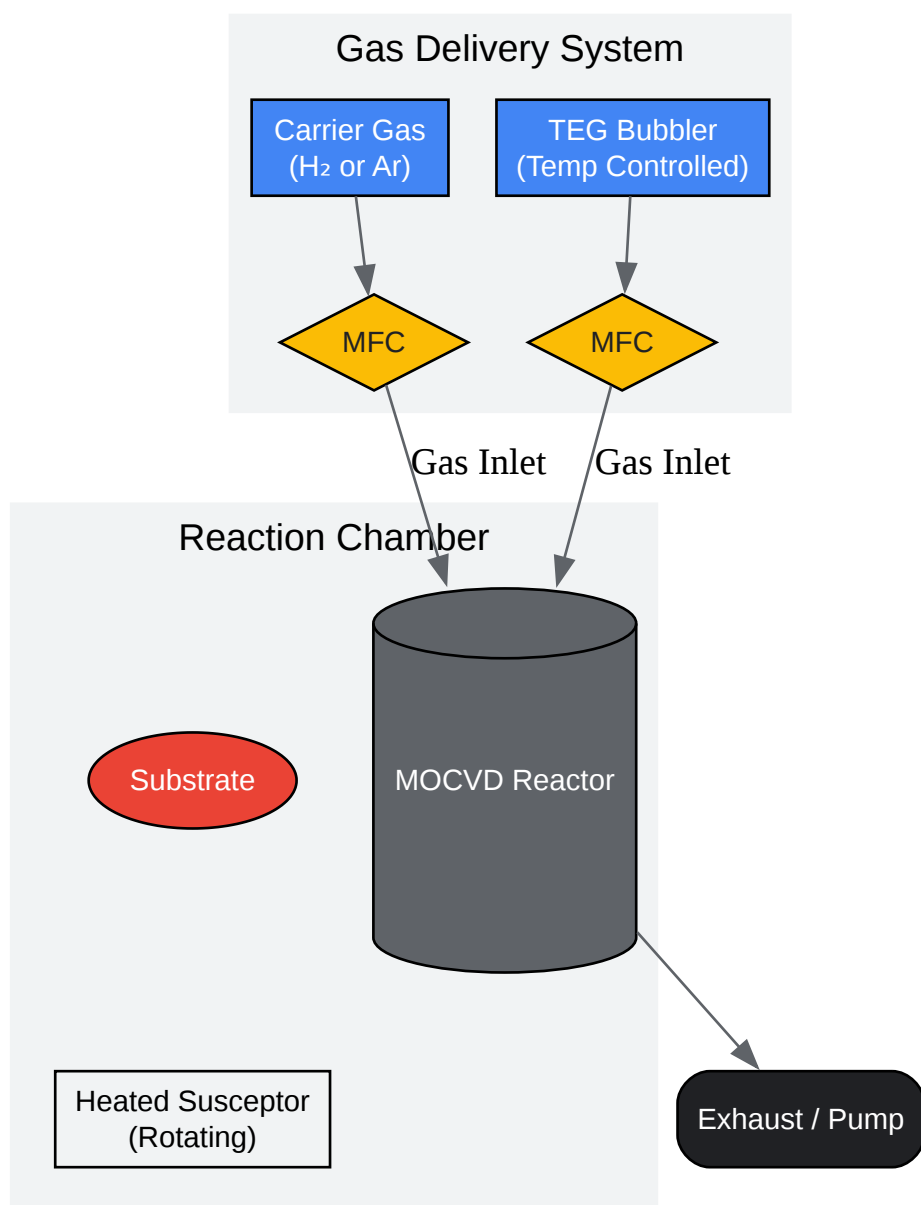 Gas Delivery System
Carrier Gas
(H₂ or Ar)
TEG Bubbler
(Temp Controlled)
MFC
MFC
Gas Inlet
Gas Inlet
Reaction Chamber
Substrate
MOCVD Reactor
Heated Susceptor
(Rotating)
Exhaust / Pump